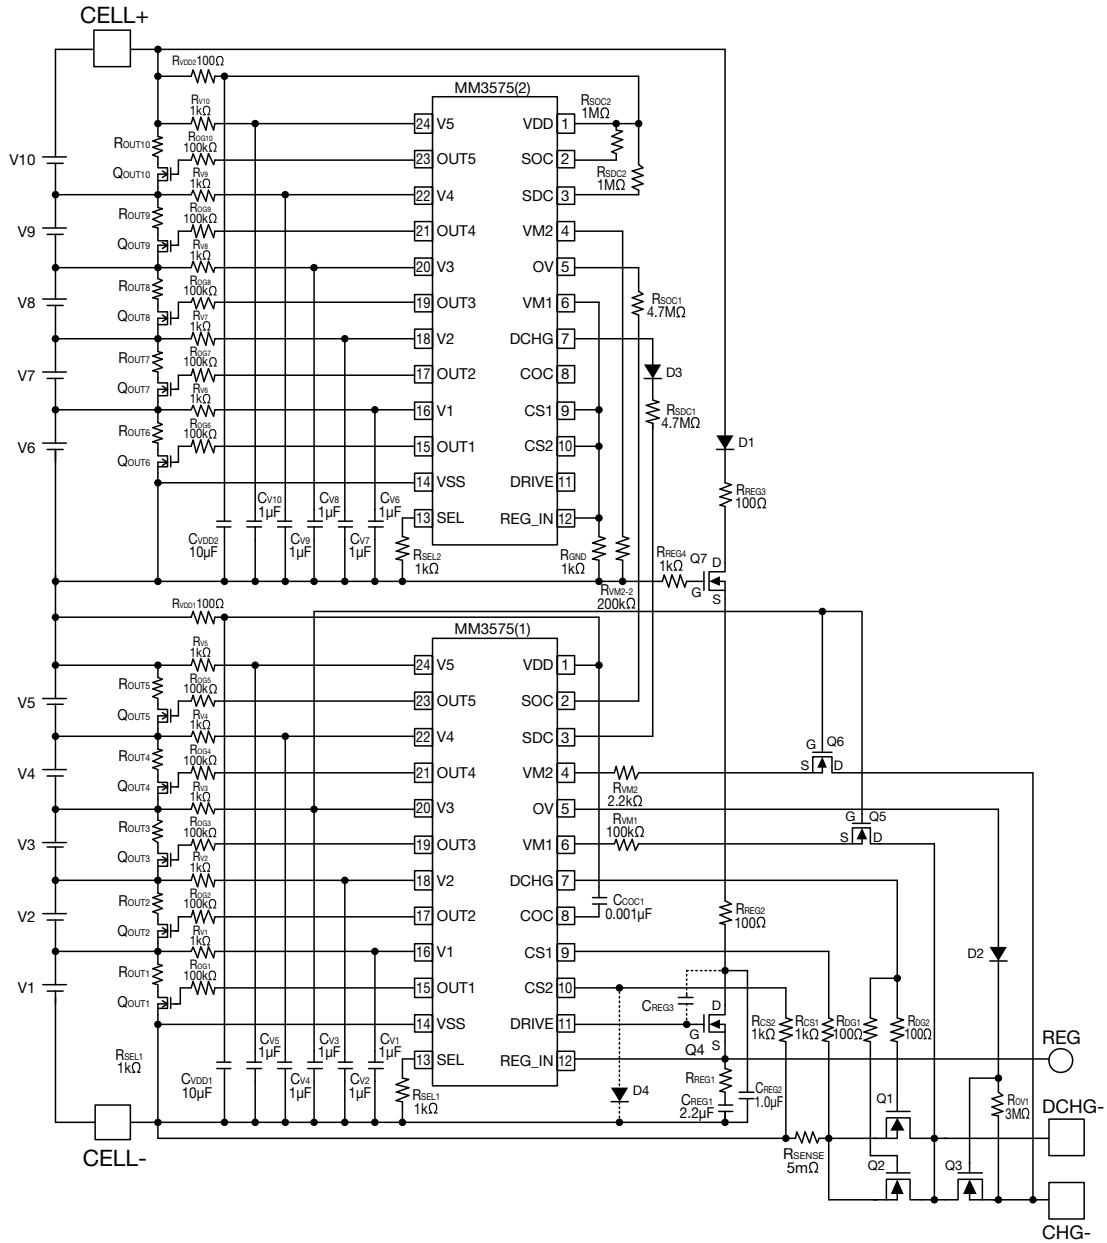 CELL+
RVDD2 100Ω
MM3575(2)
RV10
1kΩ
RSOC2
1MΩ
24 V5
VDD 1
ROUT10
ROG10
100kΩ
V10
23 OUT5
SOC 2
QOUT10
RV9
1kΩ
RSDC2
1MΩ
22 V4
SDC 3
ROUT9
ROG9
100kΩ
V9
21 OUT4
VM2 4
QOUT9
RV8
1kΩ
20 V3
OV 5
ROUT8
ROG8
100kΩ
RSOC1
4.7MΩ
V8
19 OUT3
VM1 6
QOUT8
RV7
1kΩ
18 V2
DCHG 7
ROUT7
ROG7
100kΩ
V7
17 OUT2
COC 8
D3
QOUT7
RV6
1kΩ
16 V1
CS1 9
RSDC1
4.7MΩ
ROUT6
ROG6
100kΩ
V6
15 OUT1
CS2 10
D1
QOUT6
14 VSS
DRIVE 11
RREG3
100Ω
CV10
1μF
CV8
1μF
CV6
1μF
13 SEL
REG_IN 12
CVDD2
10μF
CV9
1μF
CV7
1μF
RSEL2
1kΩ
RGND
1kΩ
RREG4
1kΩ
Q7
D
G
S
RVM2-2
200kΩ
RVDD1 100Ω
MM3575(1)
RV5
1kΩ
24 V5
VDD 1
ROUT5
ROG5
100kΩ
V5
23 OUT5
SOC 2
QOUT5
RV4
1kΩ
22 V4
SDC 3
G Q6
S D
ROUT4
ROG4
100kΩ
V4
21 OUT4
VM2 4
RVM2
2.2kΩ
QOUT4
RV3
1kΩ
20 V3
OV 5
G Q5
S D
ROUT3
ROG3
100kΩ
RVM1
100kΩ
V3
19 OUT3
VM1 6
QOUT3
RV2
1kΩ
18 V2
DCHG 7
ROUT2
ROG2
100kΩ
CCOC1
0.001μF
V2
17 OUT2
COC 8
RREG2
100Ω
QOUT2
RV1
1kΩ
16 V1
CS1 9
D2
ROUT1
ROG1
100kΩ
V1
15 OUT1
CS2 10
QOUT1
CREG3
D
G
S
14 VSS
DRIVE 11
RCS2
1kΩ
RCS1
1kΩ
RDG1
100Ω
RDG2
100Ω
REG
RSEL1
1kΩ
CV5
1μF
CV3
1μF
CV1
1μF
13 SEL
REG_IN 12
Q4
CVDD1
10μF
CV4
1μF
CV2
1μF
RSEL1
1kΩ
D4
RREG1
CREG1
2.2μF
CREG2
1.0μF
Q1
ROV1
3MΩ
DCHG-
CELL-
RSENSE
5mΩ
Q2
Q3
CHG-